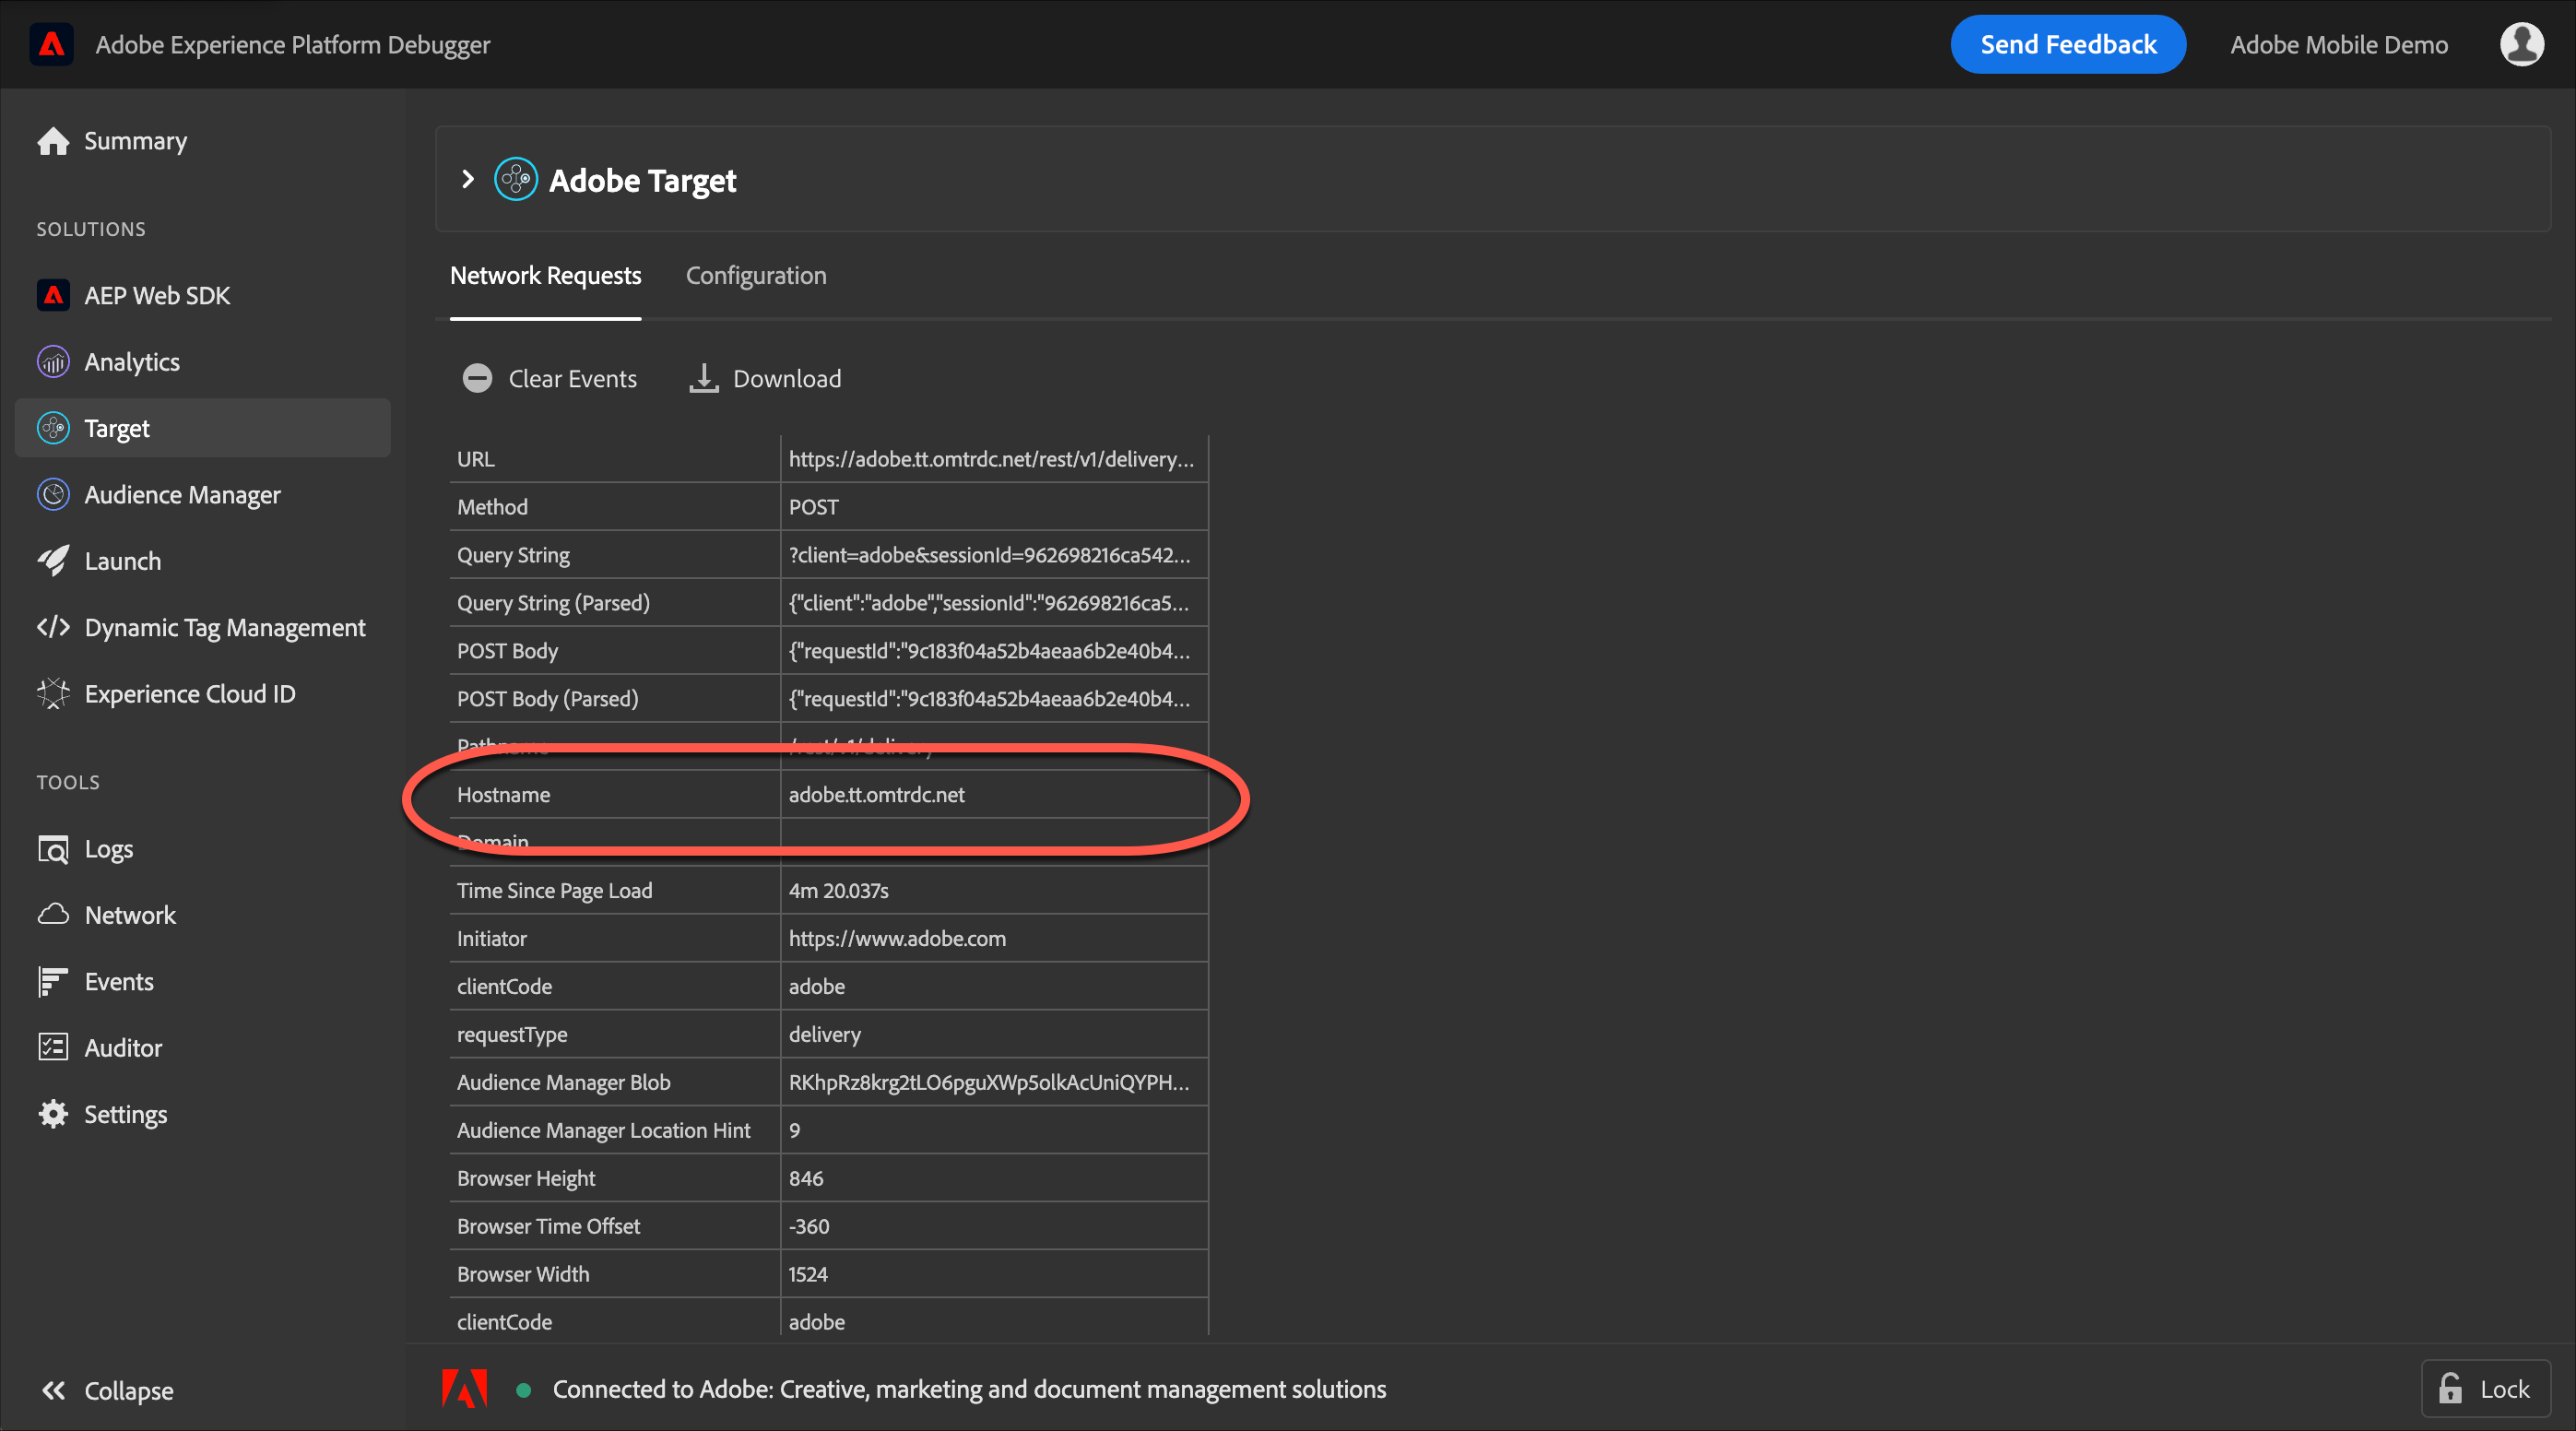 Adobe Experience Platform Debugger
Send Feedback
Adobe Mobile Demo
Summary
SOLUTIONS
AEP Web SDK
Analytics
Target
Audience Manager
Launch
Dynamic Tag Management
Experience Cloud ID
TOOLS
Logs
Network
Events
Auditor
Settings
Collapse
Adobe Target
Network Requests Configuration
Clear Events Download
URL https://adobe.tt.omtrdc.net/rest/v1/delivery...
Method POST
Query String ?client=adobe&sessionId=962698216ca542...
Query String (Parsed) {"client":"adobe","sessionId":"962698216ca5...
POST Body {"requestId":"9c183f04a52b4aeaa6b2e40b4...
POST Body (Parsed) {"requestId":"9c183f04a52b4aeaa6b2e40b4...
Pathname /rest/v1/delivery
Hostname adobe.tt.omtrdc.net
Domain
Time Since Page Load 4m 20.037s
Initiator https://www.adobe.com
clientCode adobe
requestType delivery
Audience Manager Blob RKhpRz8krg2tLO6pguXWp5olkAcUniQYPH...
Audience Manager Location Hint 9
Browser Height 846
Browser Time Offset -360
Browser Width 1524
clientCode adobe
Connected to Adobe: Creative, marketing and document management solutions
Lock